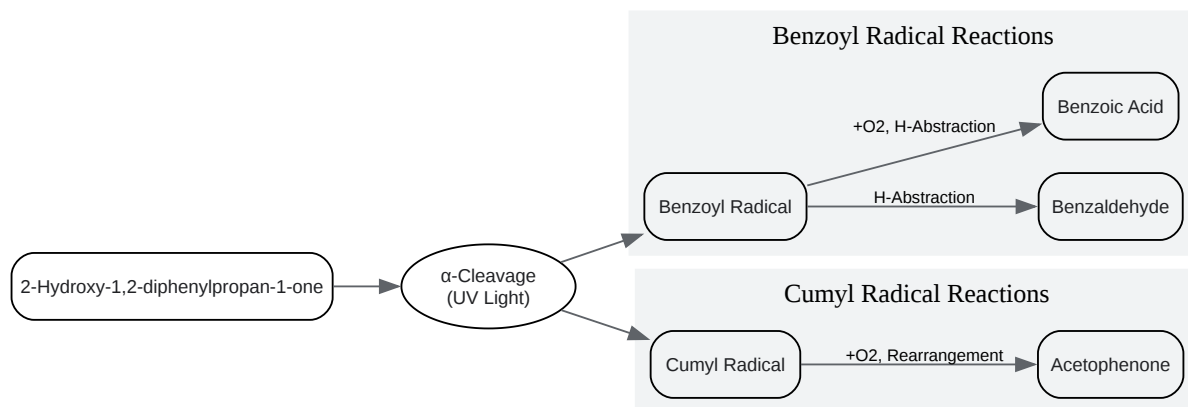 Benzoyl Radical Reactions
Benzoic Acid
+O2, H-Abstraction
Benzoyl Radical
H-Abstraction
Benzaldehyde
2-Hydroxy-1,2-diphenylpropan-1-one
α-Cleavage
(UV Light)
Cumyl Radical Reactions
Cumyl Radical
+O2, Rearrangement
Acetophenone